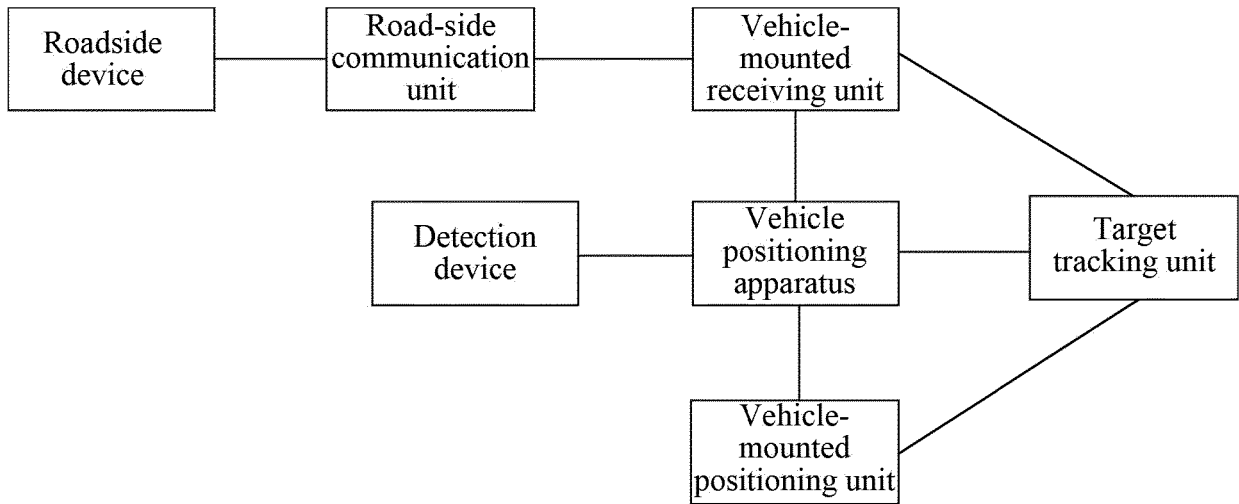 Roadside
device
Road-side
communication
unit
Vehicle-
mounted
receiving unit
Detection
device
Vehicle
positioning
apparatus
Target
tracking unit
Vehicle-
mounted
positioning unit